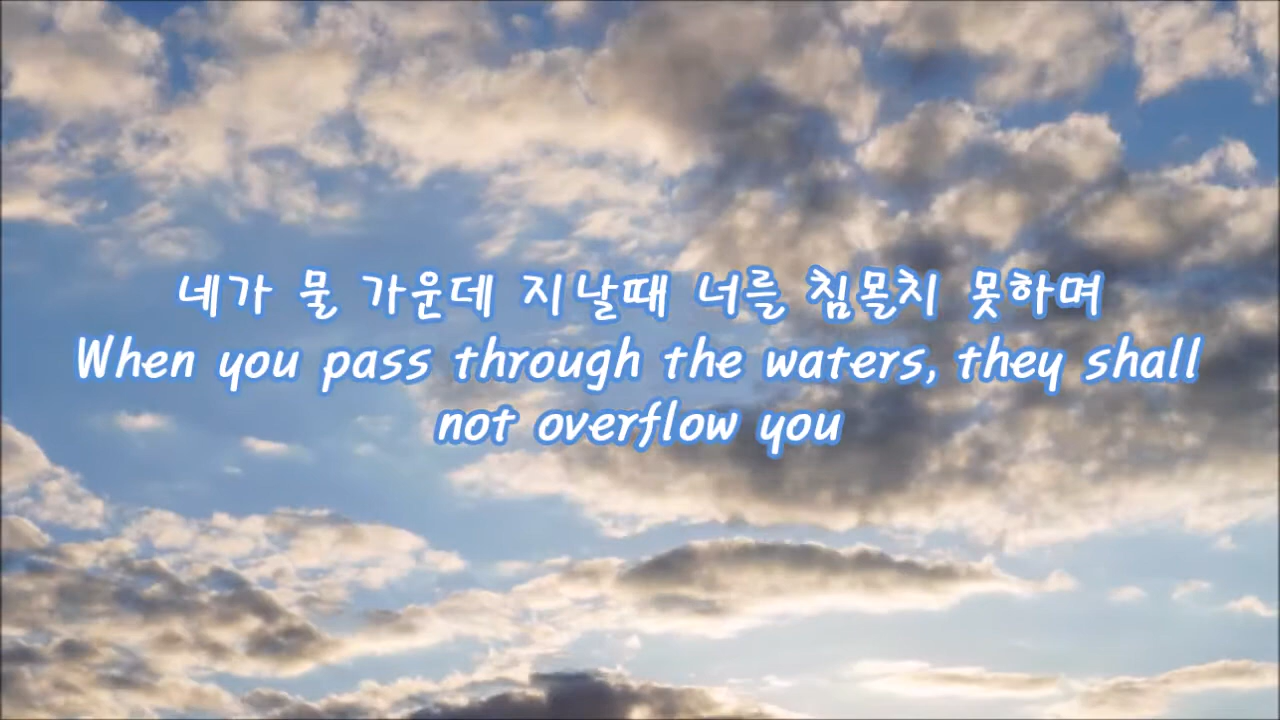 네가 물 가운데 지날때 너를 침몰치 못하며
When you pass through the waters, they shall
not overflow you